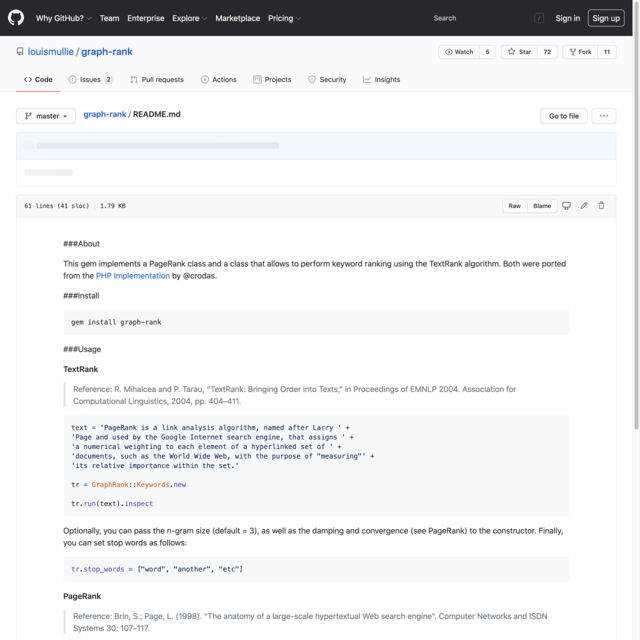 Why GitHub? Team Enterprise Explore Marketplace Pricing Search / Sign in Sign up
louismullie / graph-rank Watch 5 Star 72 Fork 11
Code Issues 2 Pull requests Actions Projects Security Insights
master graph-rank / README.md Go to file ...
61 lines (41 sloc) 1.79 KB Raw Blame
###About
This gem implements a PageRank class and a class that allows to perform keyword ranking using the TextRank algorithm. Both were ported
from the PHP Implementation by @crodas.
###Install
gem install graph-rank
###Usage
TextRank
Reference: R. Mihalcea and P. Tarau, “TextRank: Bringing Order into Texts,” in Proceedings of EMNLP 2004. Association for
Computational Linguistics, 2004, pp. 404–411.
text = 'PageRank is a link analysis algorithm, named after Larry ' +
'Page and used by the Google Internet search engine, that assigns ' +
'a numerical weighting to each element of a hyperlinked set of ' +
'documents, such as the World Wide Web, with the purpose of "measuring"' +
'its relative importance within the set.'
tr = GraphRank::Keywords.new
tr.run(text).inspect
Optionally, you can pass the n-gram size (default = 3), as well as the damping and convergence (see PageRank) to the constructor. Finally,
you can set stop words as follows:
tr.stop_words = ["word", "another", "etc"]
PageRank
Reference: Brin, S.; Page, L. (1998). "The anatomy of a large-scale hypertextual Web search engine". Computer Networks and ISDN
Systems 30: 107–117.